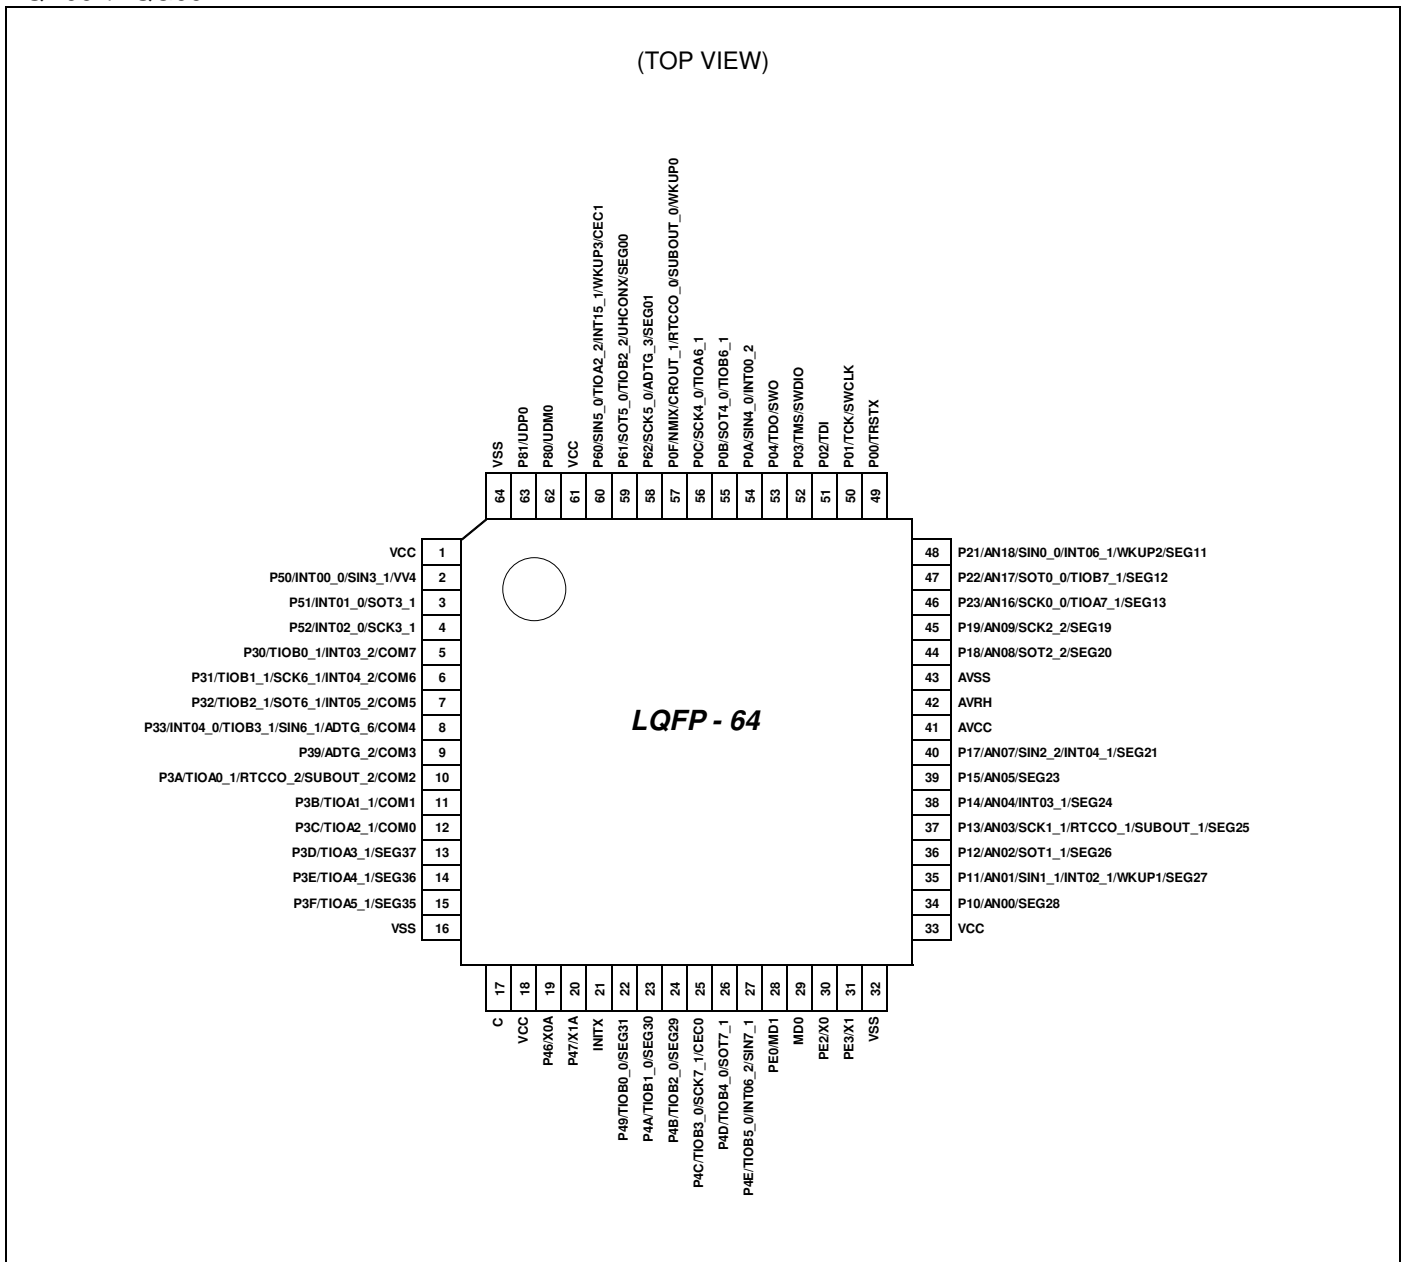 (TOP VIEW)
VSS
P81/UDP0
P80/UDM0
VCC
P60/SIN5_0/TIOA2_2/INT15_1/WKUP3/CEC1
P61/SOT5_0/TIOB2_2/UHCONX/SEG00
P62/SCK5_0/ADTG_3/SEG01
P0F/NMIX/CROUT_1/RTCCO_0/SUBOUT_0/WKUP0
P0C/SCK4_0/TIOA6_1
P0B/SOT4_0/TIOB6_1
P0A/SIN4_0/INT00_2
P04/TDO/SWO
P03/TMS/SWDIO
P02/TDI
P01/TCK/SWCLK
P00/TRSTX
64 63 62 61 60 59 58 57 56 55 54 53 52 51 50 49
VCC 1
P50/INT00_0/SIN3_1/VV4 2
P51/INT01_0/SOT3_1 3
P52/INT02_0/SCK3_1 4
P30/TIOB0_1/INT03_2/COM7 5
P31/TIOB1_1/SCK6_1/INT04_2/COM6 6
P32/TIOB2_1/SOT6_1/INT05_2/COM5 7
P33/INT04_0/TIOB3_1/SIN6_1/ADTG_6/COM4 8
P39/ADTG_2/COM3 9
P3A/TIOA0_1/RTCCO_2/SUBOUT_2/COM2 10
P3B/TIOA1_1/COM1 11
P3C/TIOA2_1/COM0 12
P3D/TIOA3_1/SEG37 13
P3E/TIOA4_1/SEG36 14
P3F/TIOA5_1/SEG35 15
VSS 16
LQFP - 64
48 P21/AN18/SIN0_0/INT06_1/WKUP2/SEG11
47 P22/AN17/SOT0_0/TIOB7_1/SEG12
46 P23/AN16/SCK0_0/TIOA7_1/SEG13
45 P19/AN09/SCK2_2/SEG19
44 P18/AN08/SOT2_2/SEG20
43 AVSS
42 AVRH
41 AVCC
40 P17/AN07/SIN2_2/INT04_1/SEG21
39 P15/AN05/SEG23
38 P14/AN04/INT03_1/SEG24
37 P13/AN03/SCK1_1/RTCCO_1/SUBOUT_1/SEG25
36 P12/AN02/SOT1_1/SEG26
35 P11/AN01/SIN1_1/INT02_1/WKUP1/SEG27
34 P10/AN00/SEG28
33 VCC
17 18 19 20 21 22 23 24 25 26 27 28 29 30 31 32
C
VCC
P46/X0A
P47/X1A
INITX
P49/TIOB0_0/SEG31
P4A/TIOB1_0/SEG30
P4B/TIOB2_0/SEG29
P4C/TIOB3_0/SCK7_1/CEC0
P4D/TIOB4_0/SOT7_1
P4E/TIOB5_0/INT06_2/SIN7_1
PE0/MD1
MD0
PE2/X0
PE3/X1
VSS